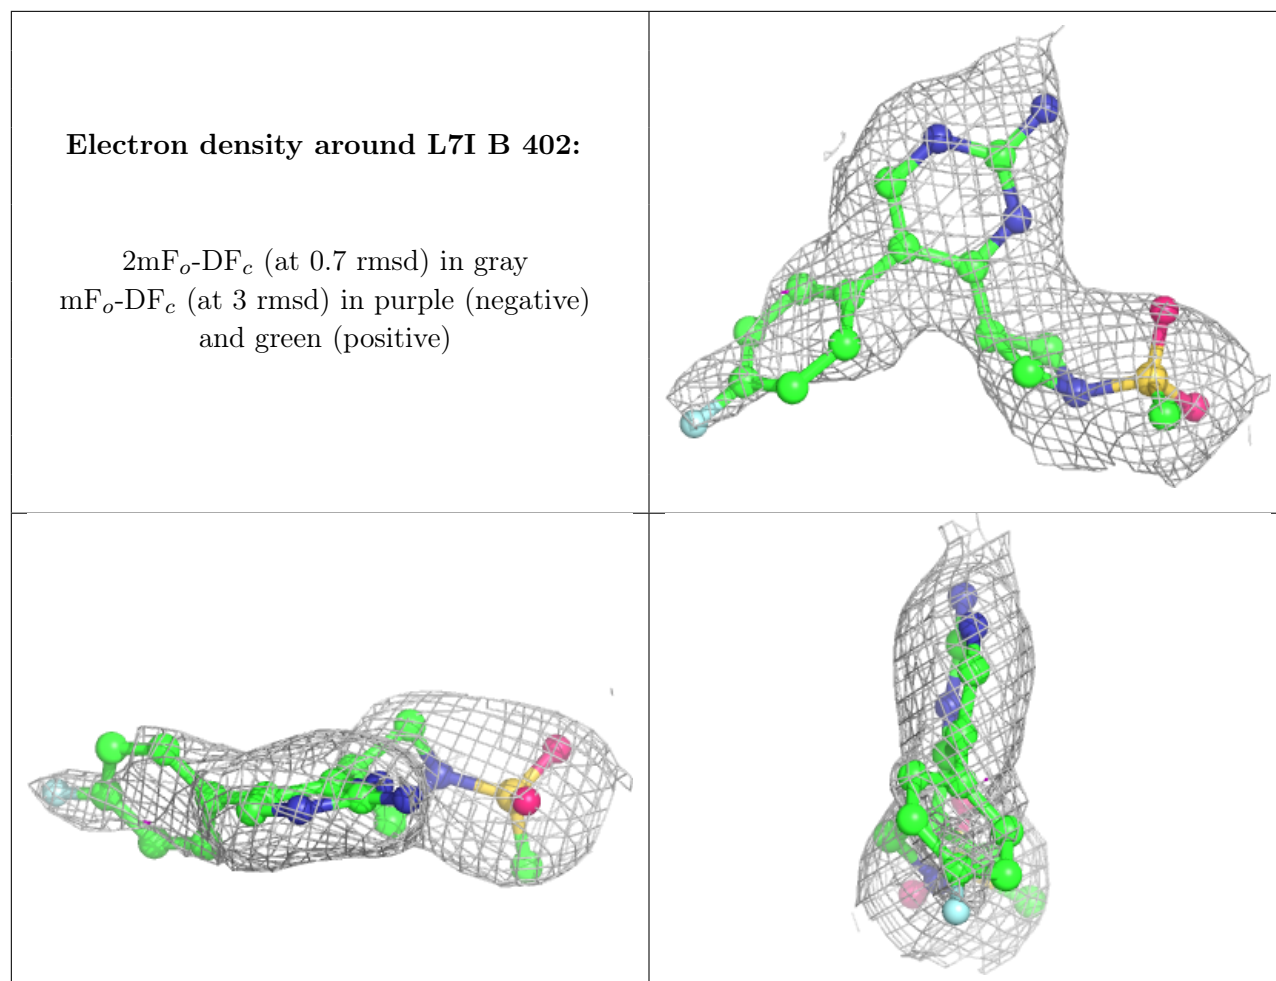 Electron density around L7I B 402:
2mFo-DFc (at 0.7 rmsd) in gray
mFo-DFc (at 3 rmsd) in purple (negative)
and green (positive)